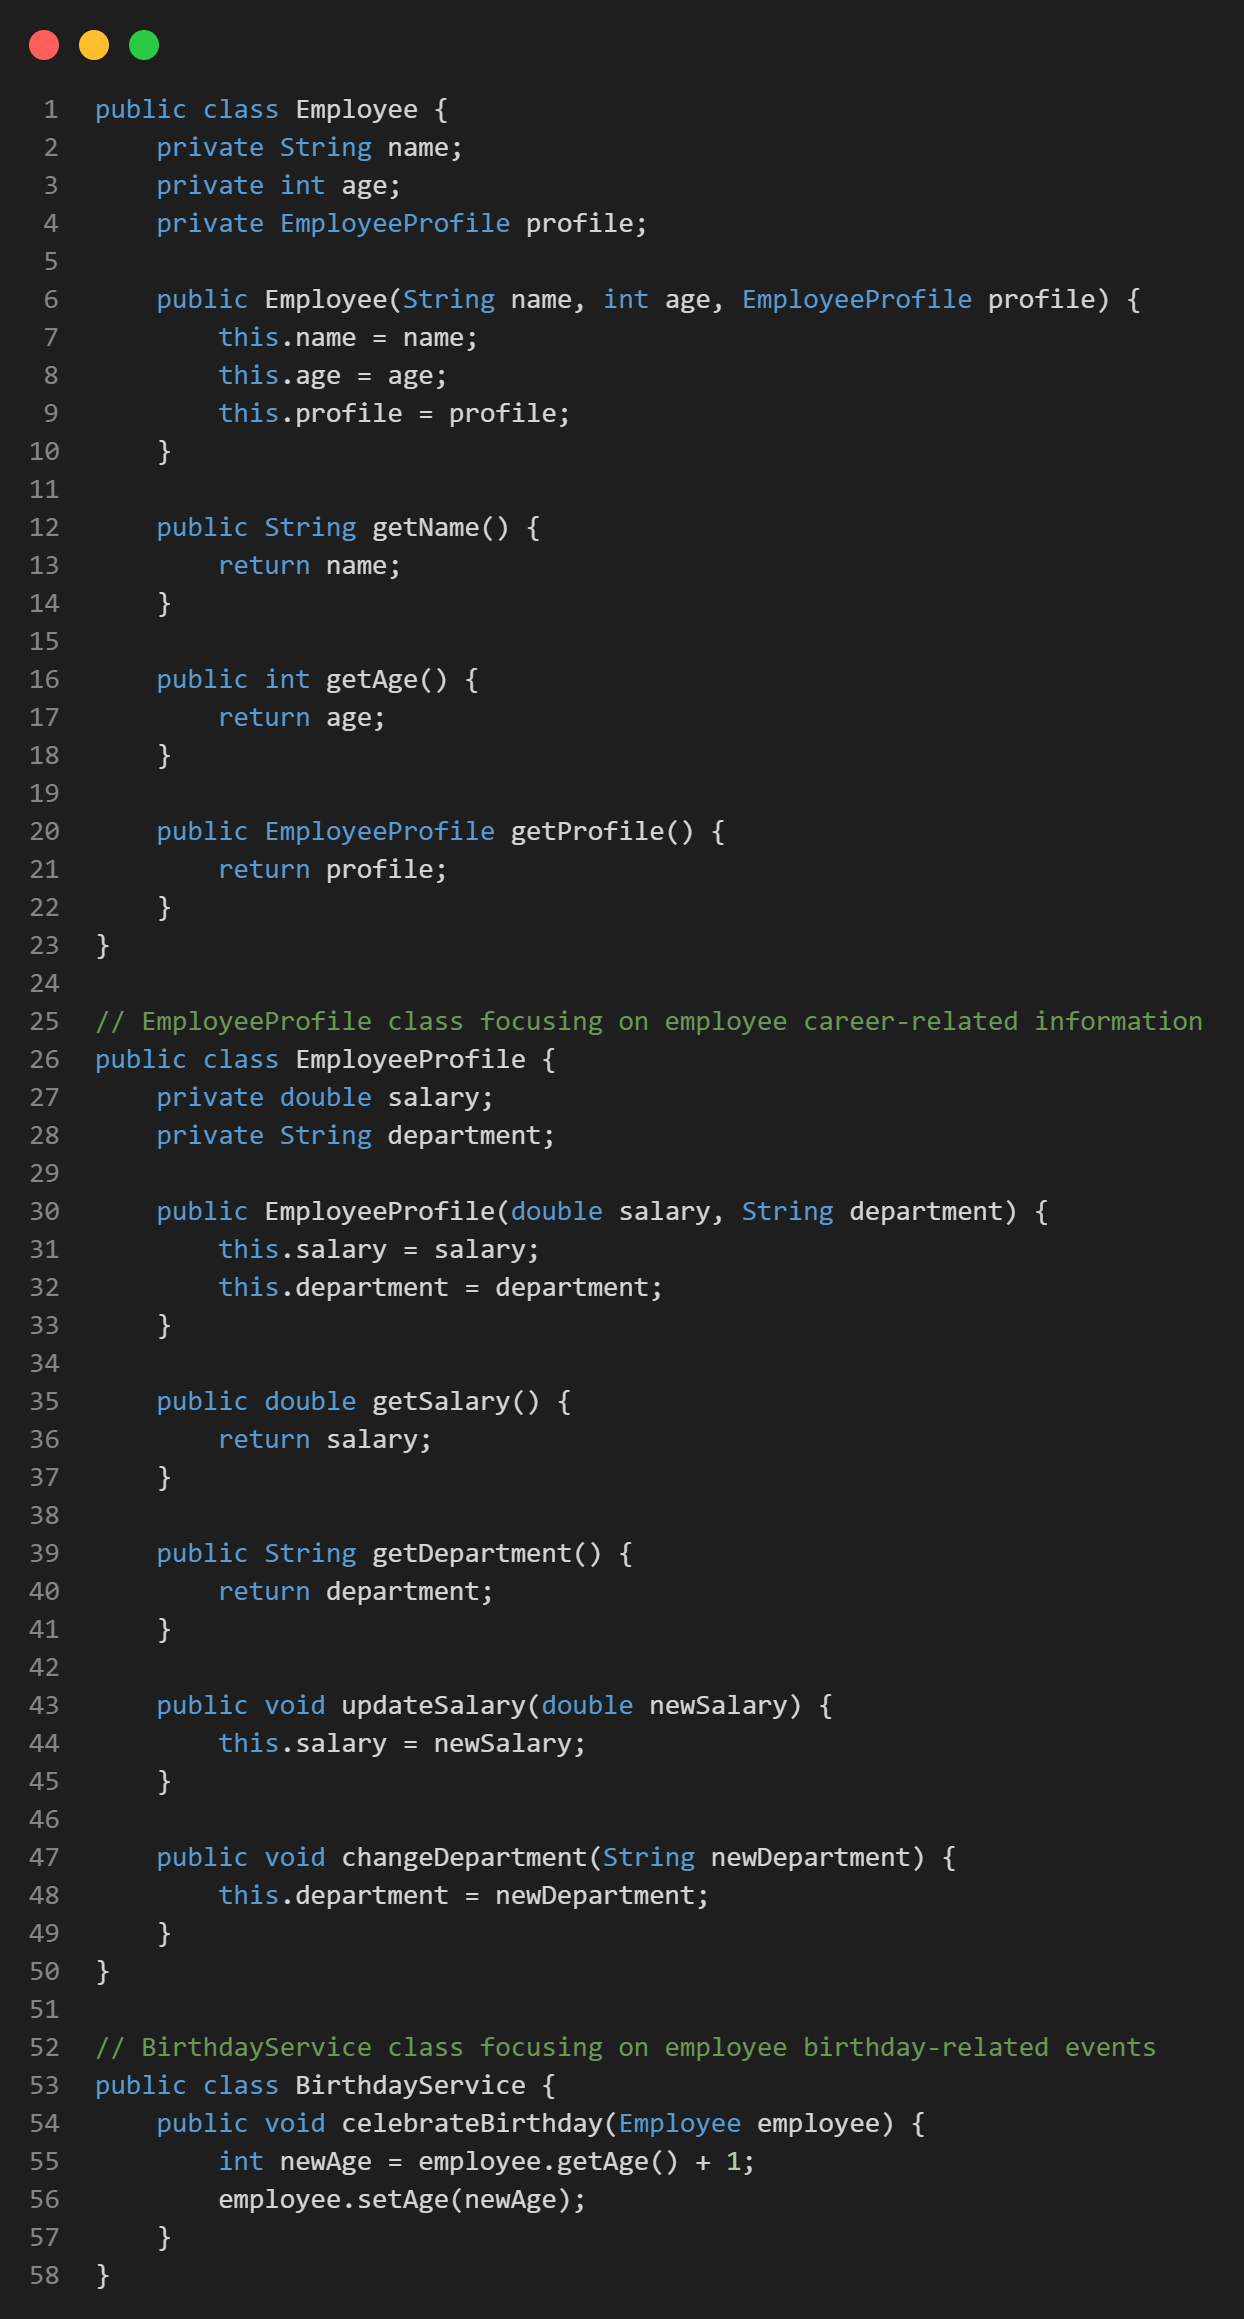 1 public class Employee {
2     private String name;
3     private int age;
4     private EmployeeProfile profile;
5
6     public Employee(String name, int age, EmployeeProfile profile) {
7         this.name = name;
8         this.age = age;
9         this.profile = profile;
10     }
11
12     public String getName() {
13         return name;
14     }
15
16     public int getAge() {
17         return age;
18     }
19
20     public EmployeeProfile getProfile() {
21         return profile;
22     }
23 }
24
25 // EmployeeProfile class focusing on employee career-related information
26 public class EmployeeProfile {
27     private double salary;
28     private String department;
29
30     public EmployeeProfile(double salary, String department) {
31         this.salary = salary;
32         this.department = department;
33     }
34
35     public double getSalary() {
36         return salary;
37     }
38
39     public String getDepartment() {
40         return department;
41     }
42
43     public void updateSalary(double newSalary) {
44         this.salary = newSalary;
45     }
46
47     public void changeDepartment(String newDepartment) {
48         this.department = newDepartment;
49     }
50 }
51
52 // BirthdayService class focusing on employee birthday-related events
53 public class BirthdayService {
54     public void celebrateBirthday(Employee employee) {
55         int newAge = employee.getAge() + 1;
56         employee.setAge(newAge);
57     }
58 }